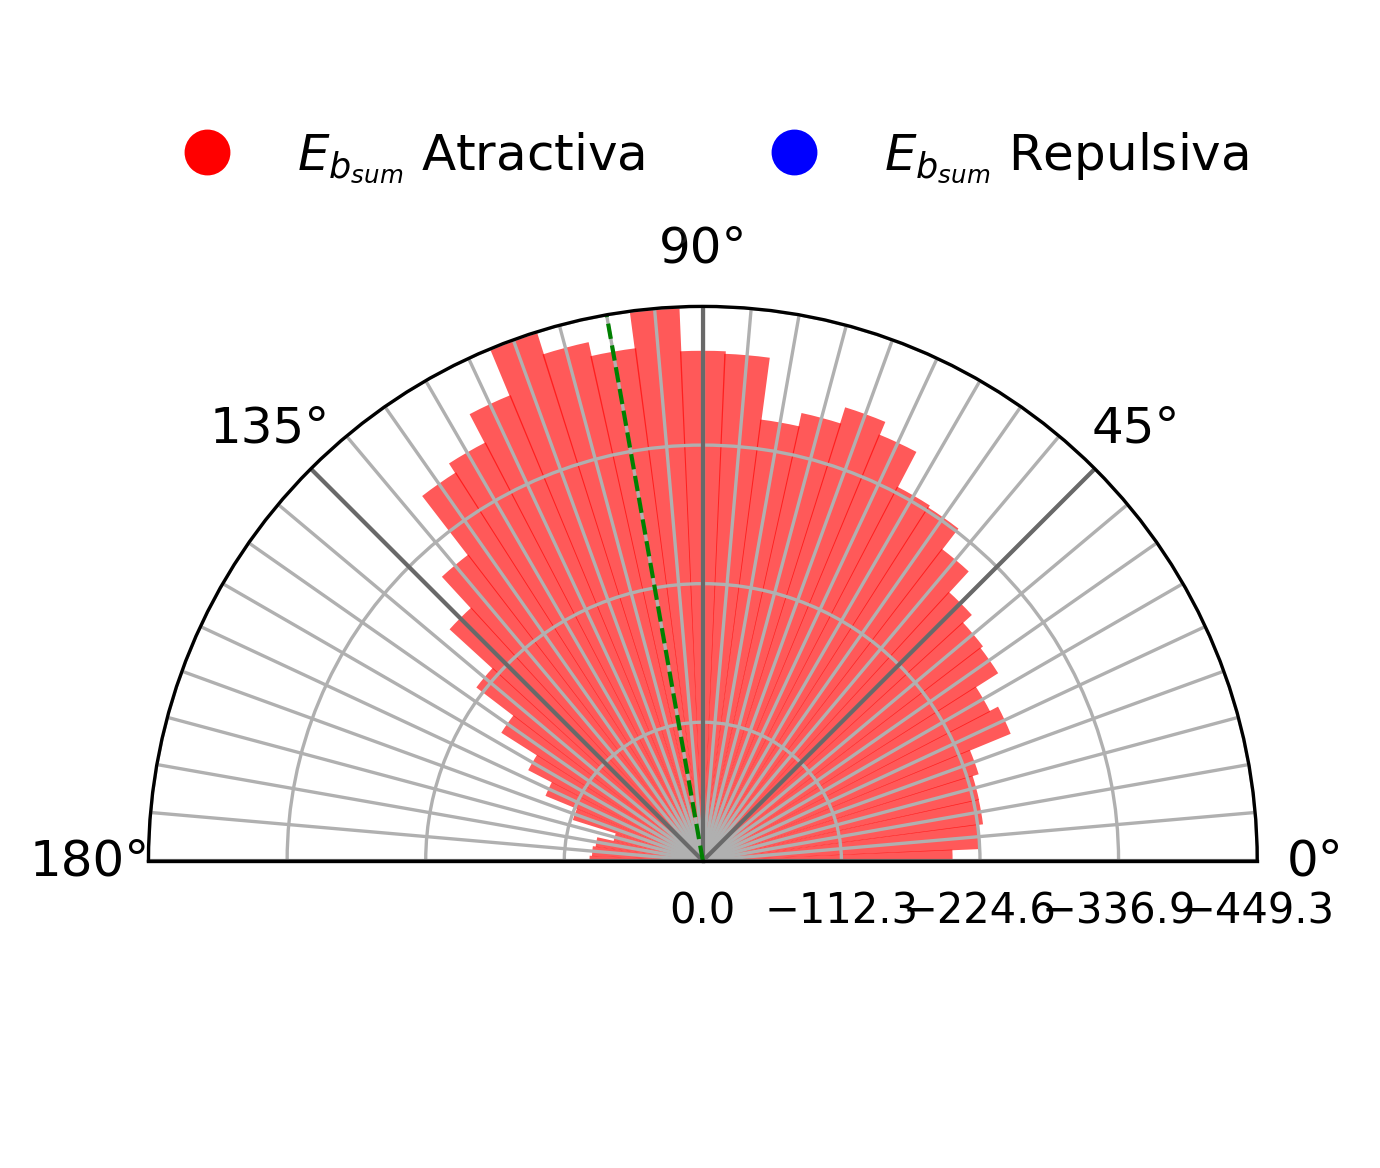 E_{b_{sum}} Atractiva E_{b_{sum}} Repulsiva
90°
135° 45°
180° 0°
0.0 −112.3 −224.6 −336.9 −449.3